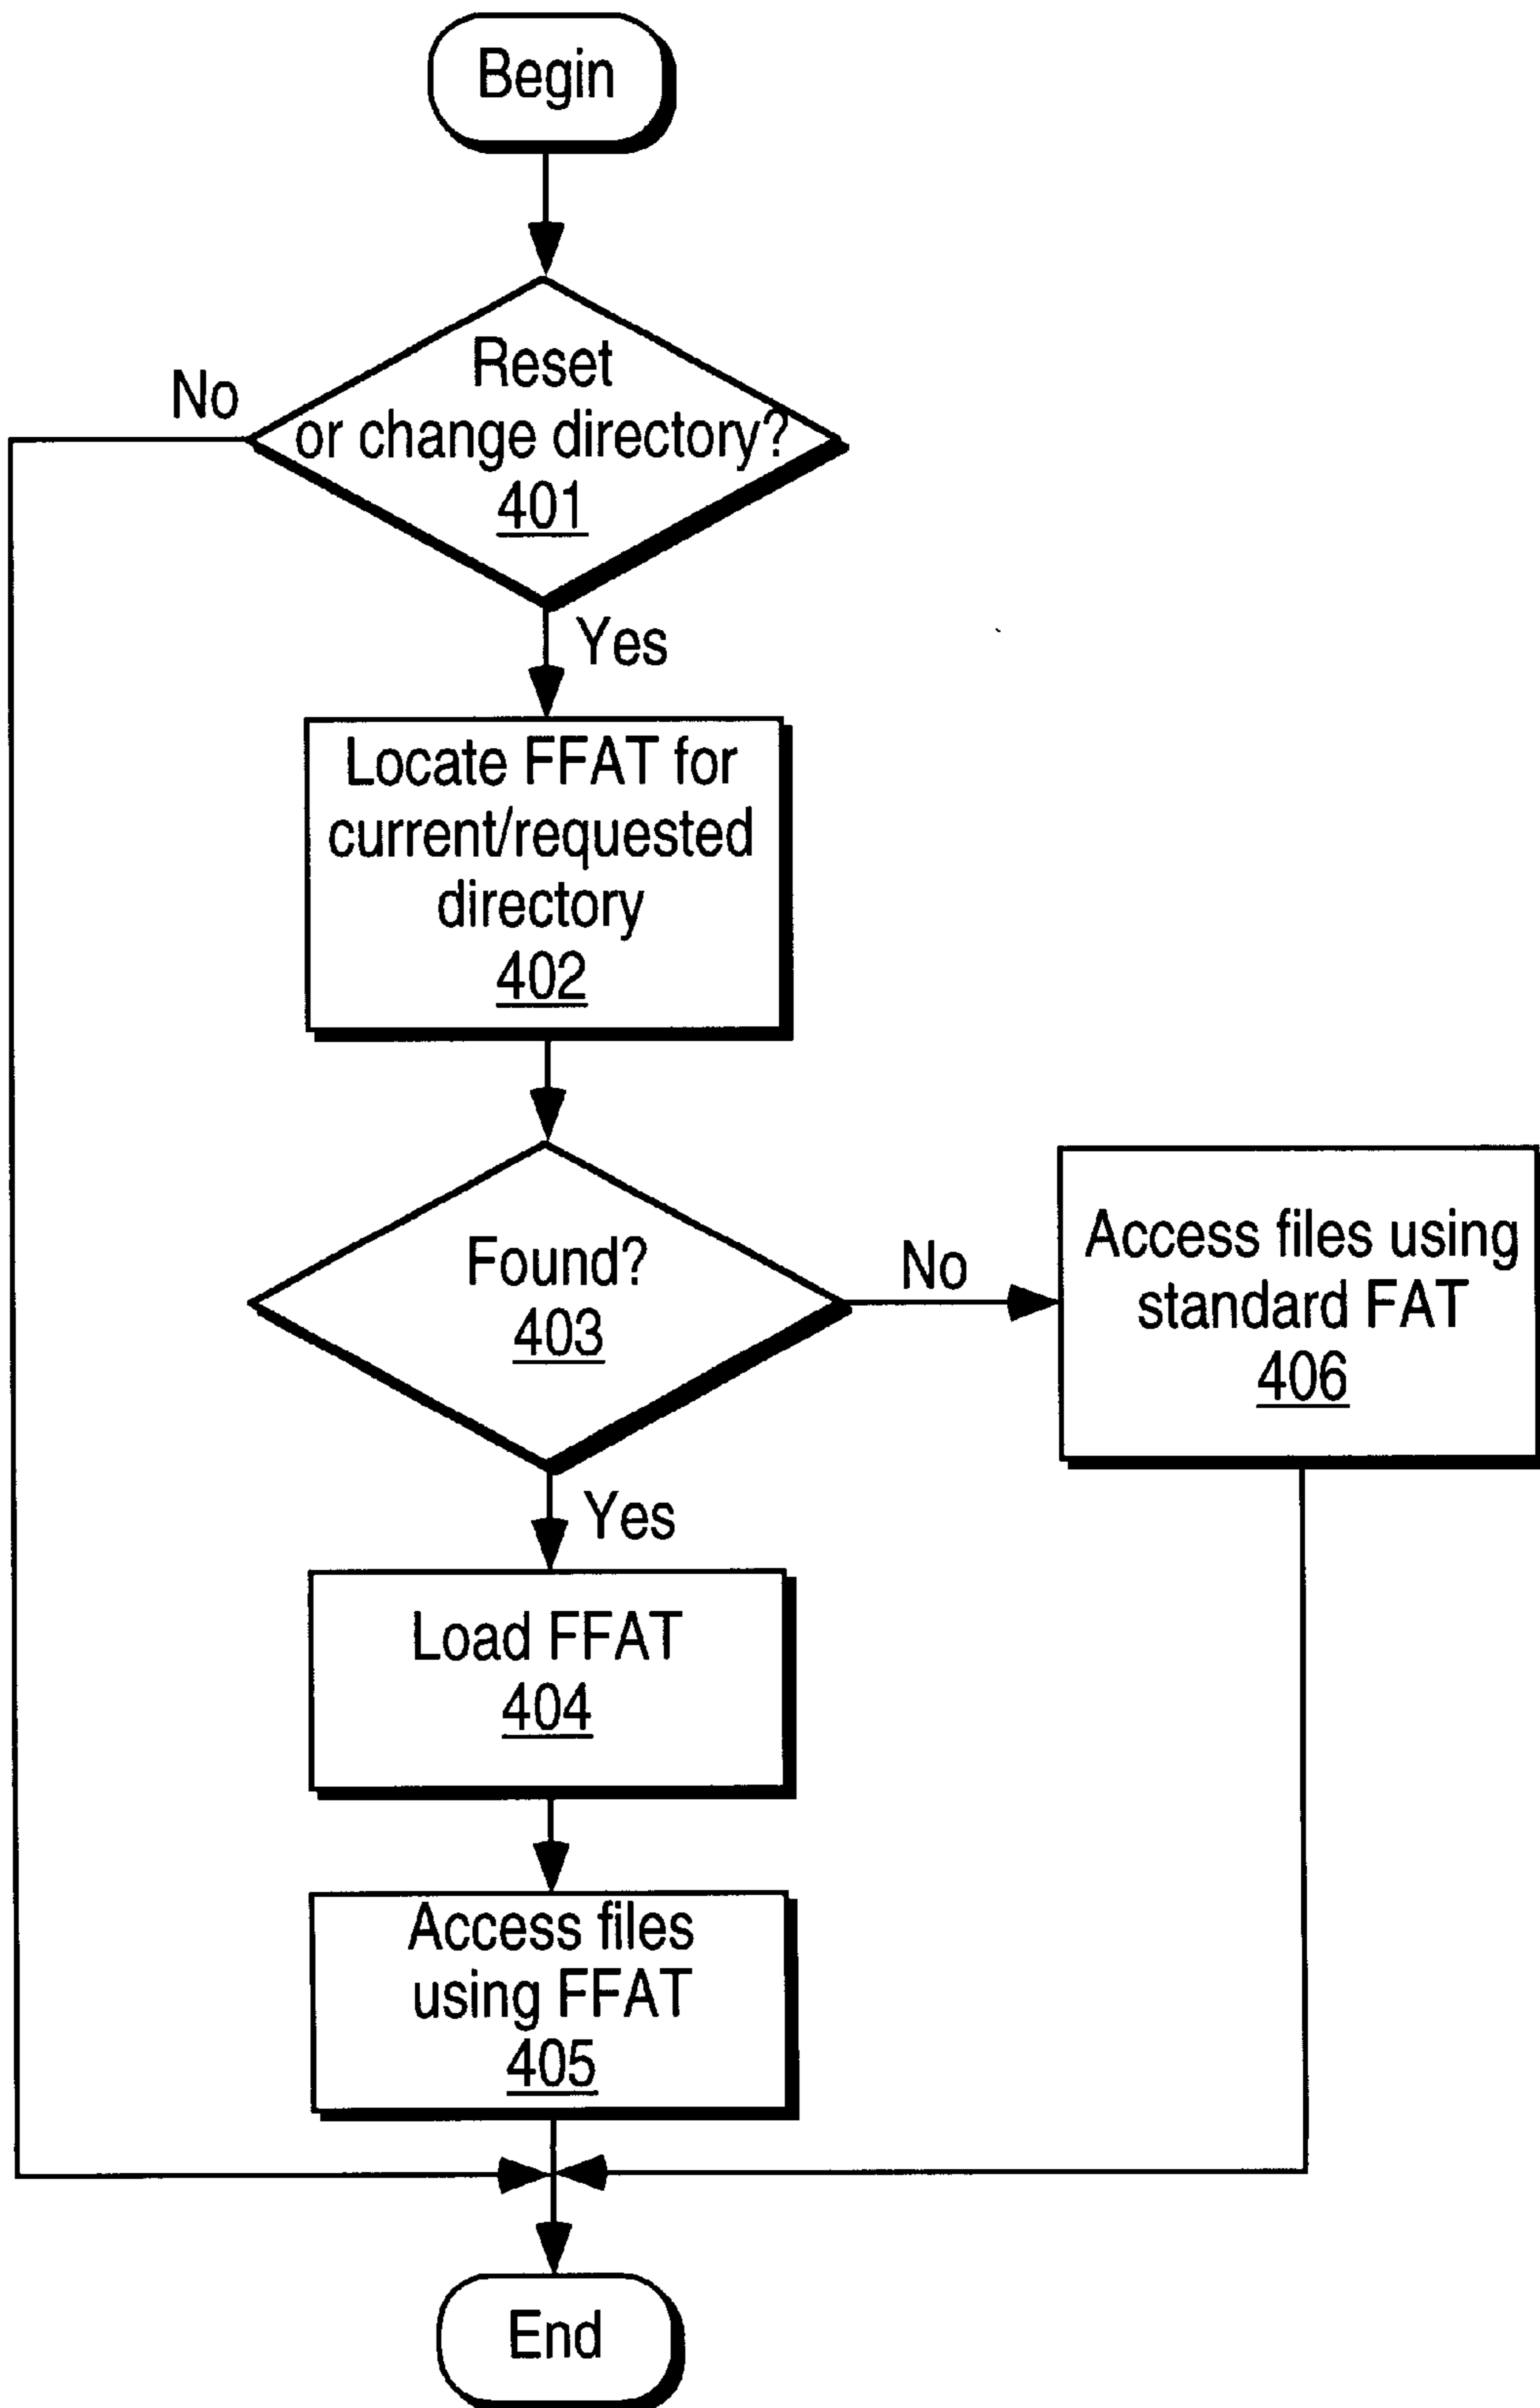 Begin
Reset
or change directory?
401
No
Yes
Locate FFAT for
current/requested
directory
402
Found?
403
No
Access files using
standard FAT
406
Yes
Load FFAT
404
Access files
using FFAT
405
End